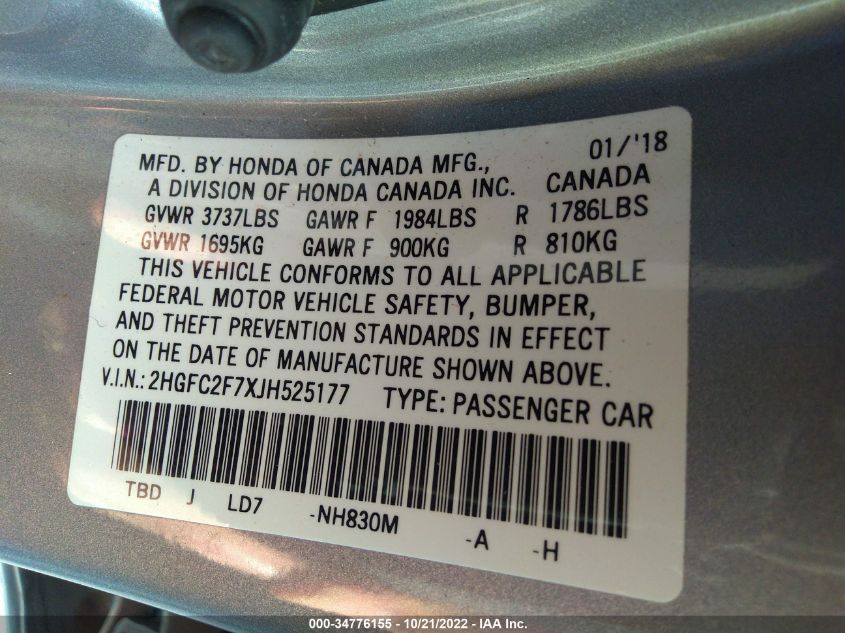 01/'18
MFD. BY HONDA OF CANADA MFG.,
A DIVISION OF HONDA CANADA INC. CANADA
GVWR 3737LBS GAWR F 1984LBS R 1786LBS
GVWR 1695KG GAWR F 900KG R 810KG
THIS VEHICLE CONFORMS TO ALL APPLICABLE
FEDERAL MOTOR VEHICLE SAFETY, BUMPER,
AND THEFT PREVENTION STANDARDS IN EFFECT
ON THE DATE OF MANUFACTURE SHOWN ABOVE.
V.I.N.: 2HGFC2F7XJH525177 TYPE: PASSENGER CAR
TBD J LD7 -NH830M -A -H
000-34776155 - 10/21/2022 - IAA Inc.